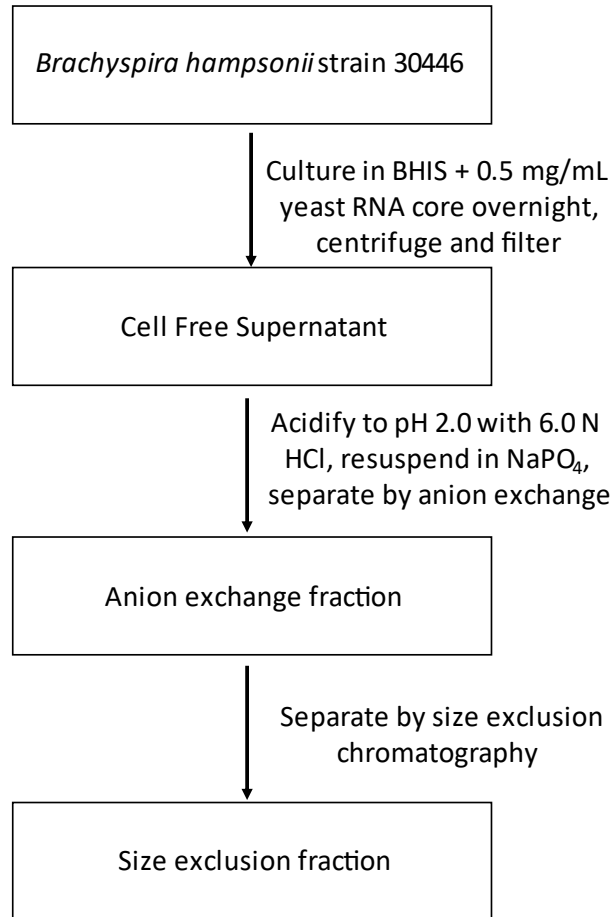 Brachyspira hampsonii strain 30446
Culture in BHIS + 0.5 mg/mL
yeast RNA core overnight,
centrifuge and filter
Cell Free Supernatant
Acidify to pH 2.0 with 6.0 N
HCl, resuspend in NaPO₄,
separate by anion exchange
Anion exchange fraction
Separate by size exclusion
chromatography
Size exclusion fraction